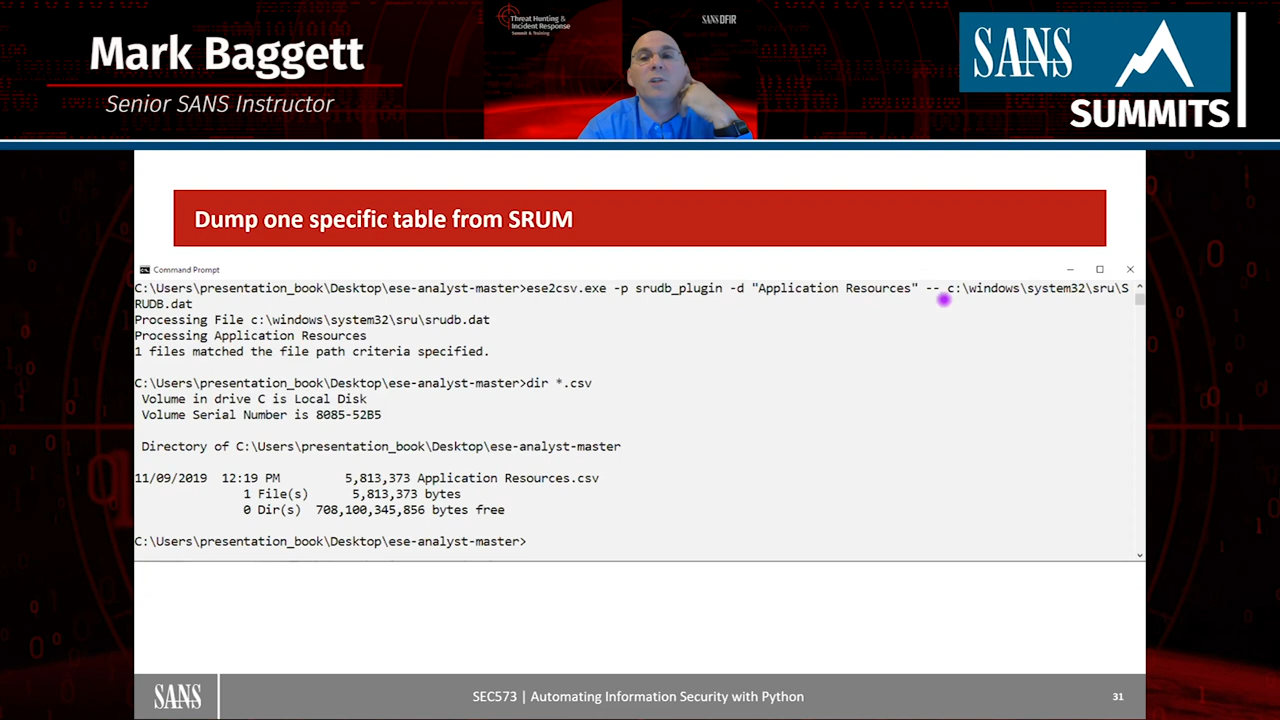 Mark Baggett
Senior SANS Instructor
Threat Hunting &
Incident Response
Summit & Training
SANS DFIR
SANS
SUMMITS
Dump one specific table from SRUM
Command Prompt
C:\Users\presentation_book\Desktop\ese-analyst-master>ese2csv.exe -p srudb_plugin -d "Application Resources" -- c:\windows\system32\sru\S
RUDB.dat
Processing File c:\windows\system32\sru\srudb.dat
Processing Application Resources
1 files matched the file path criteria specified.
C:\Users\presentation_book\Desktop\ese-analyst-master>dir *.csv
Volume in drive C is Local Disk
Volume Serial Number is 8085-52B5
Directory of C:\Users\presentation_book\Desktop\ese-analyst-master
11/09/2019 12:19 PM 5,813,373 Application Resources.csv
1 File(s) 5,813,373 bytes
0 Dir(s) 708,100,345,856 bytes free
C:\Users\presentation_book\Desktop\ese-analyst-master>
SANS
SEC573 | Automating Information Security with Python
31